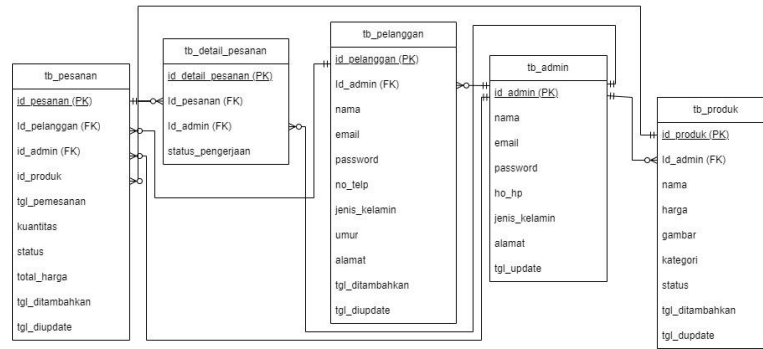 tb_pesanan
id_pesanan (PK)
Id_pelanggan (FK)
id_admin (FK)
id_produk
tgl_pemesanan
kuantitas
status
total_harga
tgl_ditambahkan
tgl_diupdate
tb_detail_pesanan
id_detail_pesanan (PK)
Id_pesanan (FK)
Id_admin (FK)
status_pengerjaan
tb_pelanggan
id_pelanggan (PK)
Id_admin (FK)
nama
email
password
no_telp
jenis_kelamin
umur
alamat
tgl_ditambahkan
tgl_diupdate
tb_admin
id_admin (PK)
nama
email
password
ho_hp
jenis_kelamin
alamat
tgl_update
tb_produk
id_produk (PK)
Id_admin (FK)
nama
harga
gambar
kategori
status
tgl_ditambahkan
tgl_dupdate